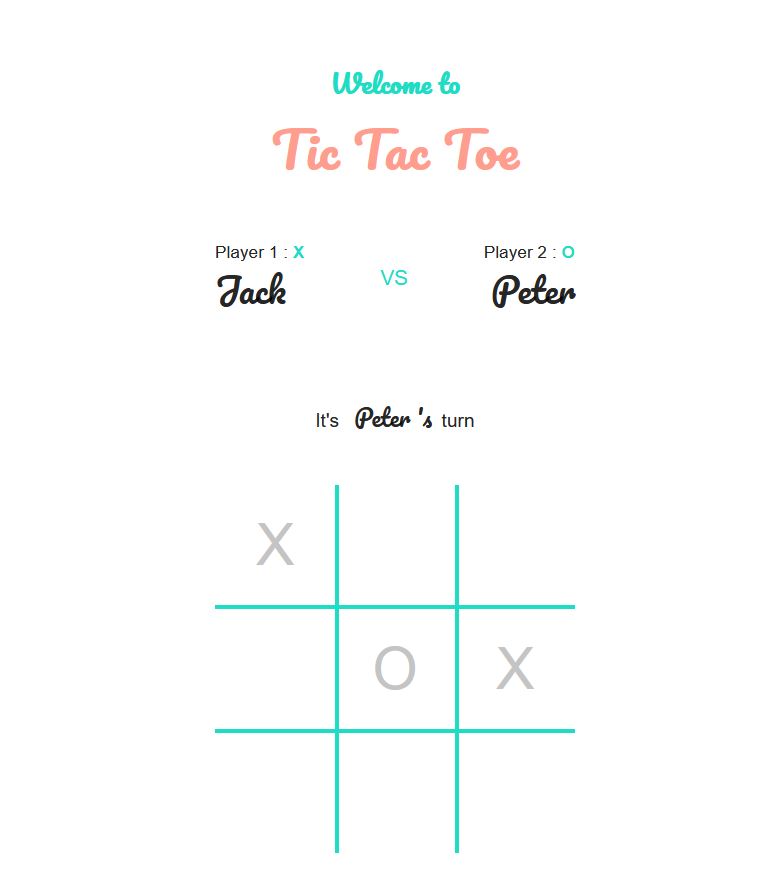 Welcome to
Tic Tac Toe
Player 1 : X
Jack
VS
Player 2 : O
Peter
It's Peter 's turn
X
O X